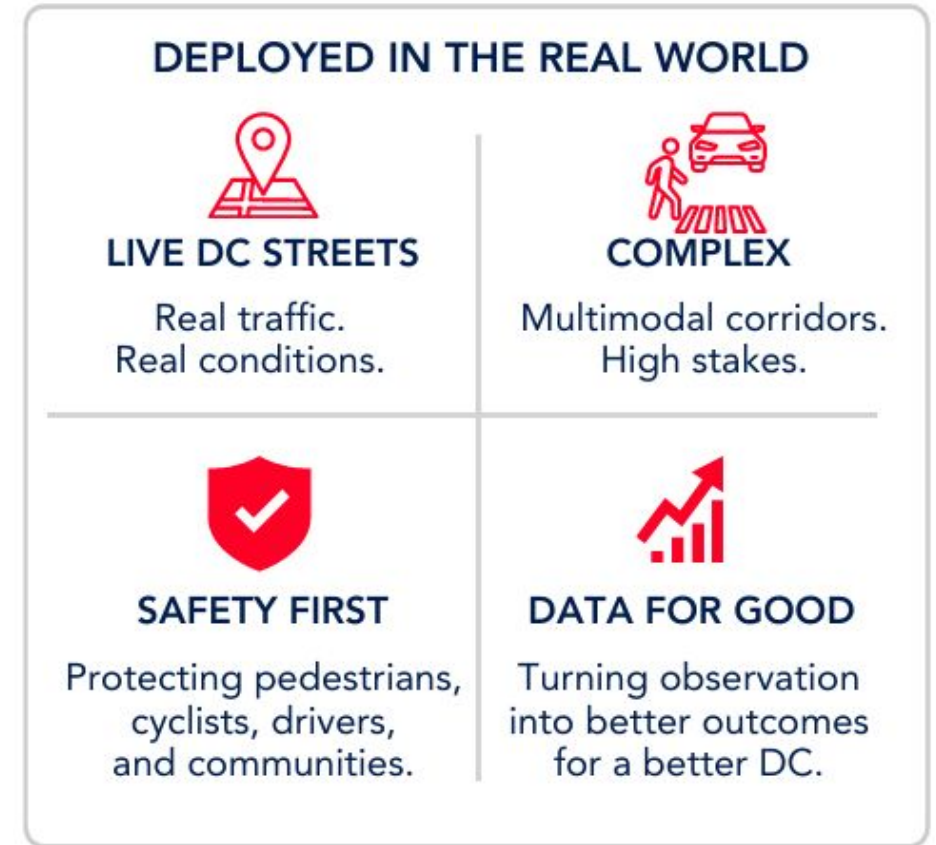 DEPLOYED IN THE REAL WORLD
LIVE DC STREETS
Real traffic.
Real conditions.
COMPLEX
Multimodal corridors.
High stakes.
SAFETY FIRST
Protecting pedestrians,
cyclists, drivers,
and communities.
DATA FOR GOOD
Turning observation
into better outcomes
for a better DC.